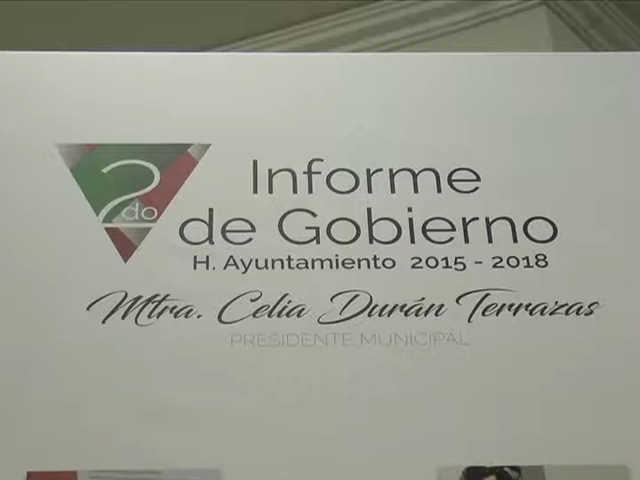 2do
Informe
de Gobierno
H. Ayuntamiento 2015 - 2018
Mtra. Celia Durán Terrazas
PRESIDENTE MUNICIPAL